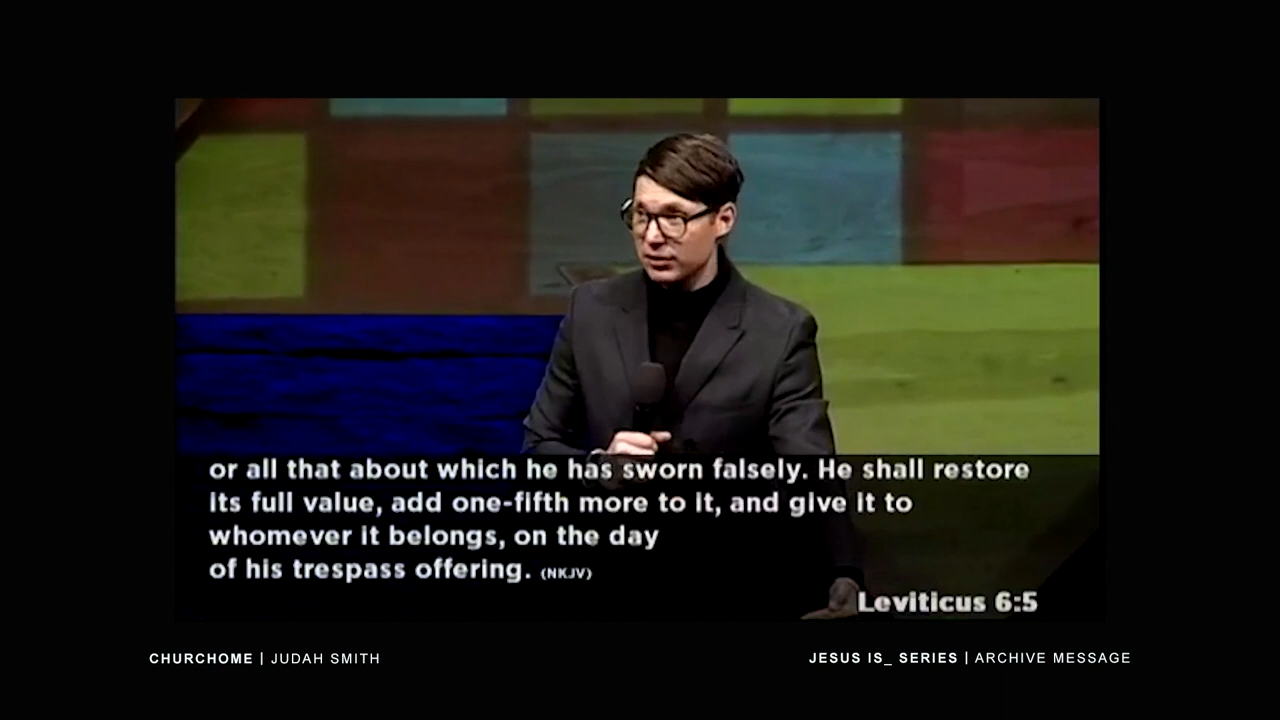 or all that about which he has sworn falsely. He shall restore
its full value, add one-fifth more to it, and give it to
whomever it belongs, on the day
of his trespass offering. (NKJV)
Leviticus 6:5
CHURCHOME | JUDAH SMITH
JESUS IS_ SERIES | ARCHIVE MESSAGE